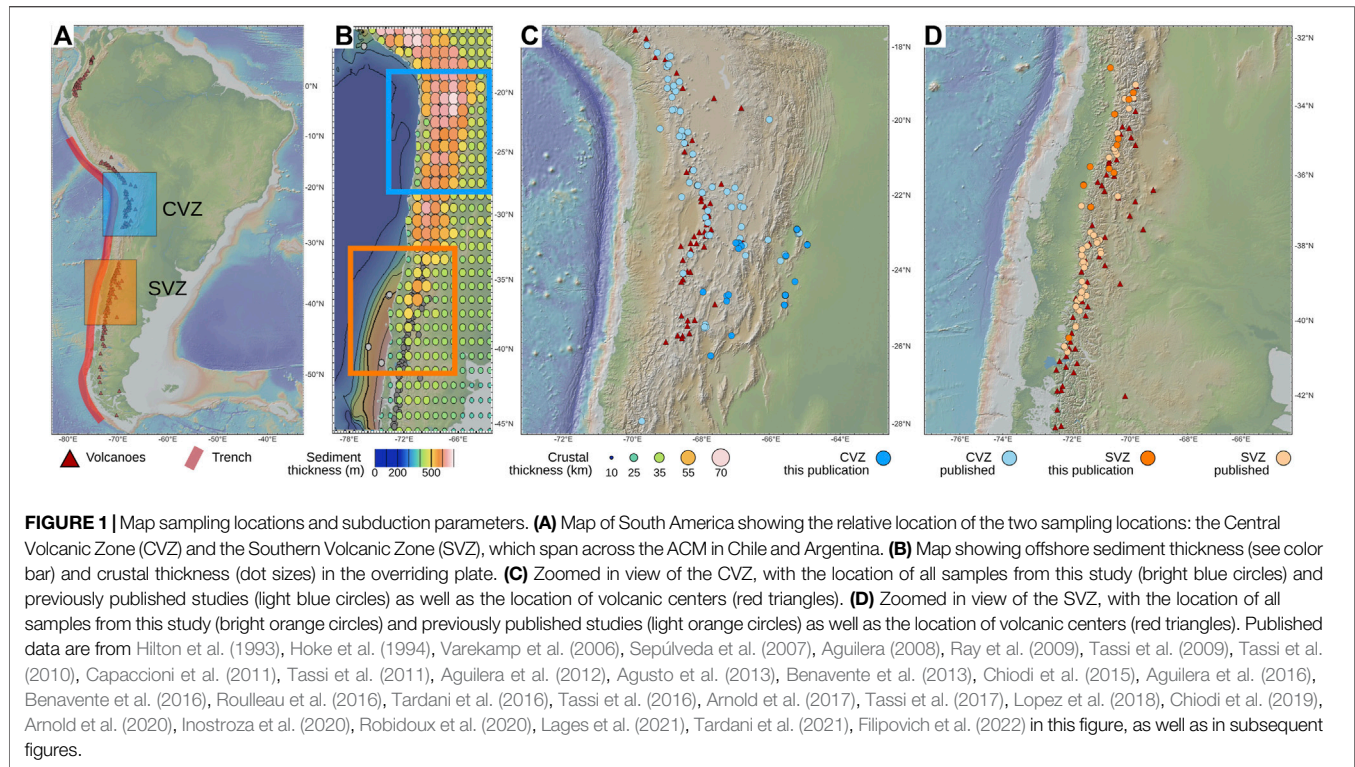 A
B
C
D
CVZ
SVZ
0°N
-10°N
-20°N
-30°N
-40°N
-50°N
-80°W
-70°W
-60°W
-50°W
-40°W
-20°W
-25°W
-30°W
-35°W
-40°W
-45°W
-78°W
-72°W
-66°W
-18°N
-20°N
-22°N
-24°N
-26°N
-28°N
-71°W
-69°W
-68°W
-67°W
-66°W
-65°W
-32°N
-34°N
-36°N
-38°N
-40°N
-42°N
-76°W
-74°W
-72°W
-70°W
-68°W
-66°W
Volcanoes
Trench
Sediment
thickness (m)
0 200 500
Crustal
thickness (km)
10 25 35 55 70
CVZ
this publication
CVZ
published
SVZ
this publication
SVZ
published
FIGURE 1 | Map sampling locations and subduction parameters. (A) Map of South America showing the relative location of the two sampling locations: the Central
Volcanic Zone (CVZ) and the Southern Volcanic Zone (SVZ), which span across the ACM in Chile and Argentina. (B) Map showing offshore sediment thickness (see color
bar) and crustal thickness (dot sizes) in the overriding plate. (C) Zoomed in view of the CVZ, with the location of all samples from this study (bright blue circles) and
previously published studies (light blue circles) as well as the location of volcanic centers (red triangles). (D) Zoomed in view of the SVZ, with the location of all
samples from this study (bright orange circles) and previously published studies (light orange circles) as well as the location of volcanic centers (red triangles). Published
data are from Hilton et al. (1993), Hoke et al. (1994), Varekamp et al. (2006), Sepúlveda et al. (2007), Aguilera (2008), Ray et al. (2009), Tassi et al. (2009), Tassi et al.
(2010), Capaccioni et al. (2011), Tassi et al. (2011), Aguilera et al. (2012), Agusto et al. (2013), Benavente et al. (2013), Chiodi et al. (2015), Aguilera et al. (2016),
Benavente et al. (2016), Roulleau et al. (2016), Tardani et al. (2016), Tassi et al. (2016), Arnold et al. (2017), Tassi et al. (2017), Lopez et al. (2018), Chiodi et al. (2019),
Arnold et al. (2020), Inostroza et al. (2020), Robidoux et al. (2020), Lages et al. (2021), Tardani et al. (2021), Filipovich et al. (2022) in this figure, as well as in subsequent
figures.